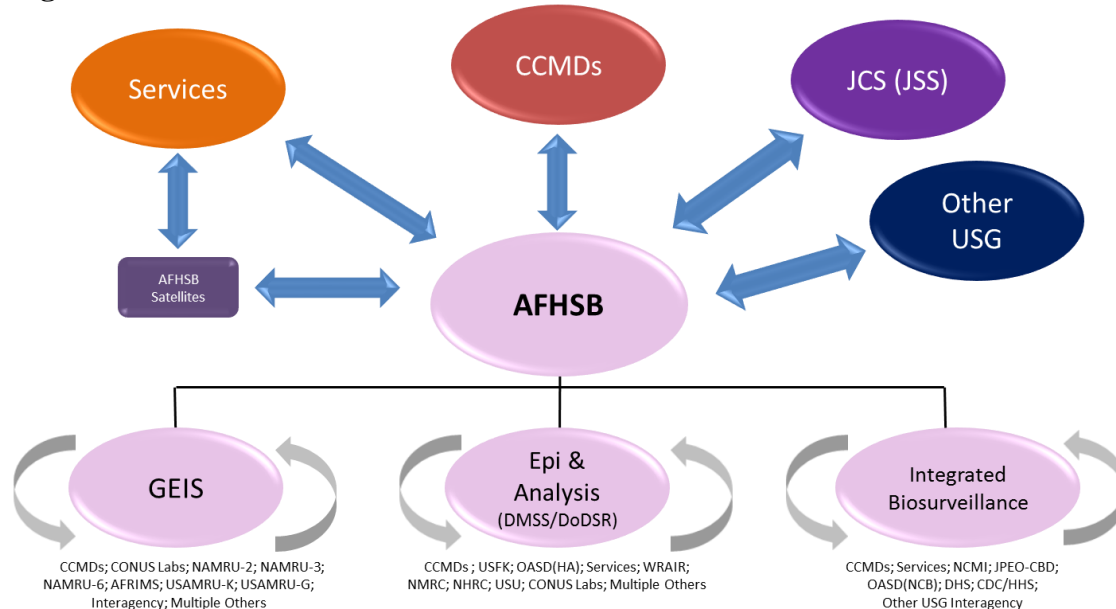 Services
CCMDs
JCS (JSS)
Other
USG
AFHSB
Satellites
AFHSB
GEIS
Epi &
Analysis
(DMSS/DoDSR)
Integrated
Biosurveillance
CCMDs; CONUS Labs; NAMRU-2; NAMRU-3;
NAMRU-6; AFRIMS; USAMRU-K; USAMRU-G;
Interagency; Multiple Others
CCMDs ; USFK; OASD(HA); Services; WRAIR;
NMRC; NHRC; USU; CONUS Labs; Multiple Others
CCMDs; Services; NCMI; JPEO-CBD;
OASD(NCB); DHS; CDC/HHS;
Other USG Interagency